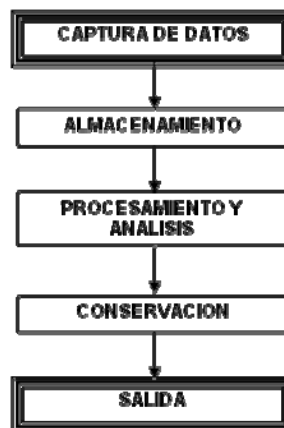 CAPTURA DE DATOS
ALMACENAMIENTO
PROCESAMIENTO Y
ANALISIS
CONSERVACION
SALIDA